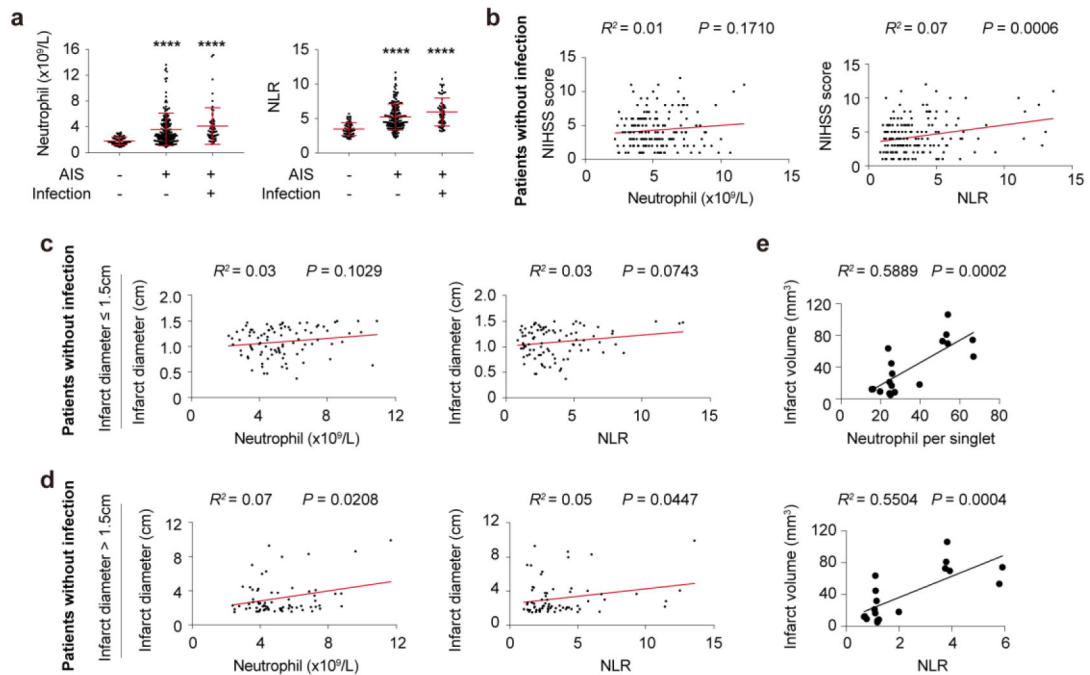 a
Neutrophil (x10⁹/L)
16
12
8
4
0
****
****
AIS
-
+
+
Infection
-
-
+
NLR
15
10
5
0
****
****
AIS
-
+
+
Infection
-
-
+
b
Patients without infection
R² = 0.01 P = 0.1710
NIHSS score
15
10
5
0
0 5 10 15
Neutrophil (x10⁹/L)
R² = 0.07 P = 0.0006
NIHSS score
15
10
5
0
0 5 10 15
NLR
c
Patients without infection
Infarct diameter ≤ 1.5cm
R² = 0.03 P = 0.1029
Infarct diameter (cm)
2.0
1.5
1.0
0.5
0
0 4 8 12
Neutrophil (x10⁹/L)
R² = 0.03 P = 0.0743
Infarct diameter (cm)
2.0
1.5
1.0
0.5
0
0 5 10 15
NLR
e
R² = 0.5889 P = 0.0002
Infarct volume (mm³)
120
80
40
0
0 20 40 60 80
Neutrophil per singlet
d
Patients without infection
Infarct diameter > 1.5cm
R² = 0.07 P = 0.0208
Infarct diameter (cm)
12
8
4
0
0 4 8 12
Neutrophil (x10⁹/L)
R² = 0.05 P = 0.0447
Infarct diameter (cm)
12
8
4
0
0 5 10 15
NLR
R² = 0.5504 P = 0.0004
Infarct volume (mm³)
120
80
40
0
0 2 4 6
NLR